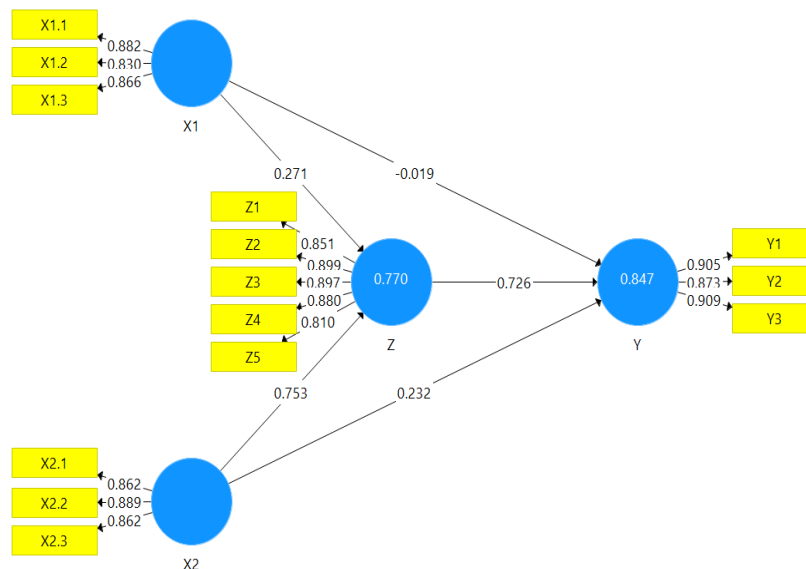 X1.1
0.882
X1.2
0.830
X1.3
0.866
X1
0.271
-0.019
Z1
0.851
Z2
0.899
Z3
0.897
Z4
0.880
Z5
0.810
0.770
Z
0.726
0.847
Y
0.905
Y1
0.873
Y2
0.909
Y3
0.753
0.232
X2.1
0.862
X2.2
0.889
X2.3
0.862
X2